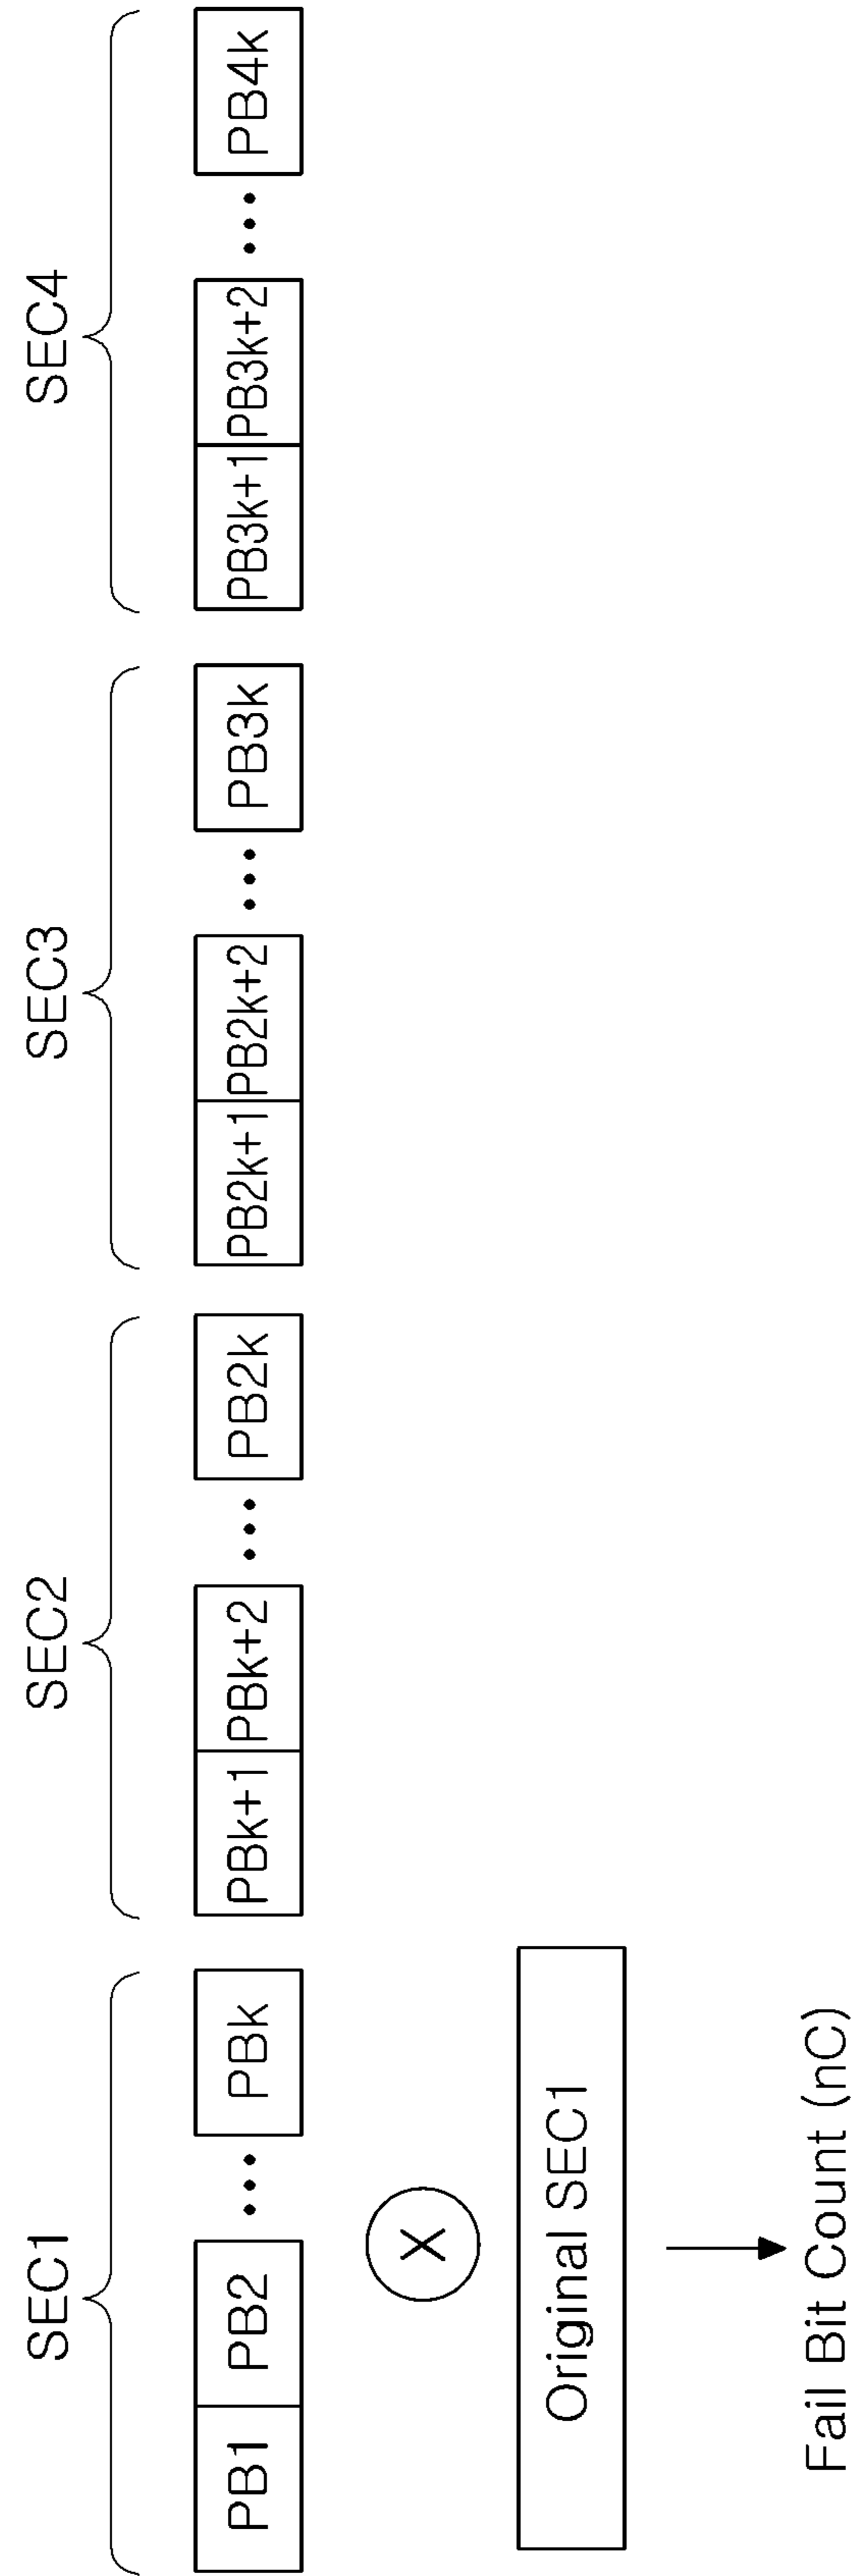 SEC1 SEC2 SEC3 SEC4
PB1 PB2 ••• PBk PBk+1 PBk+2 ••• PB2k PB2k+1 PB2k+2 ••• PB3k PB3k+1 PB3k+2 ••• PB4k
X
Original SEC1
Fail Bit Count (nC)